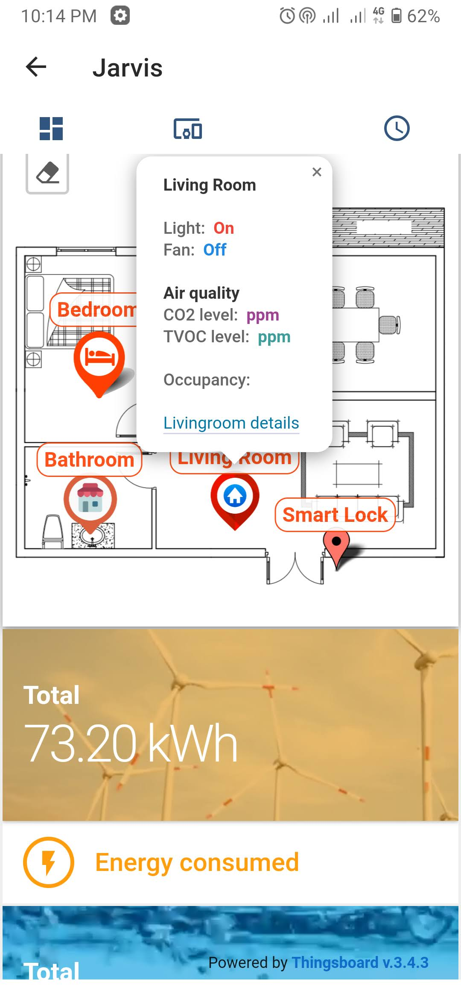 10:14 PM
4G
62%
Jarvis
Living Room
Light: On
Fan: Off
Air quality
CO2 level: ppm
TVOC level: ppm
Occupancy:
Livingroom details
Bedroom
Bathroom
Living Room
Smart Lock
Total
73.20 kWh
Energy consumed
Total
Powered by Thingsboard v.3.4.3